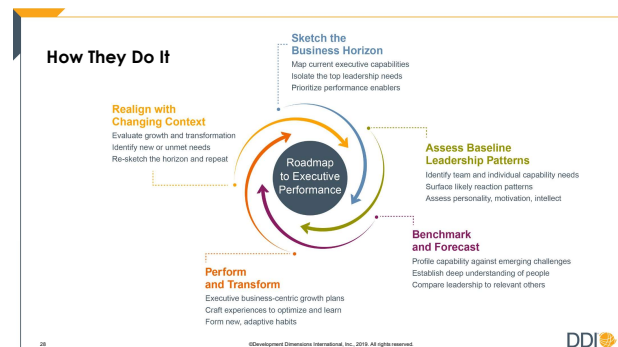 How They Do It
Sketch the
Business Horizon
Map current executive capabilities
Isolate the top leadership needs
Prioritize performance enablers
Assess Baseline
Leadership Patterns
Identify team and individual capability needs
Surface likely reaction patterns
Assess personality, motivation, intellect
Benchmark
and Forecast
Profile capability against emerging challenges
Establish deep understanding of people
Compare leadership to relevant others
Perform
and Transform
Executive business-centric growth plans
Craft experiences to optimize and learn
Form new, adaptive habits
Realign with
Changing Context
Evaluate growth and transformation
Identify new or unmet needs
Re-sketch the horizon and repeat
Roadmap
to Executive
Performance
28
©Development Dimensions International, Inc., 2019. All rights reserved.
DDI